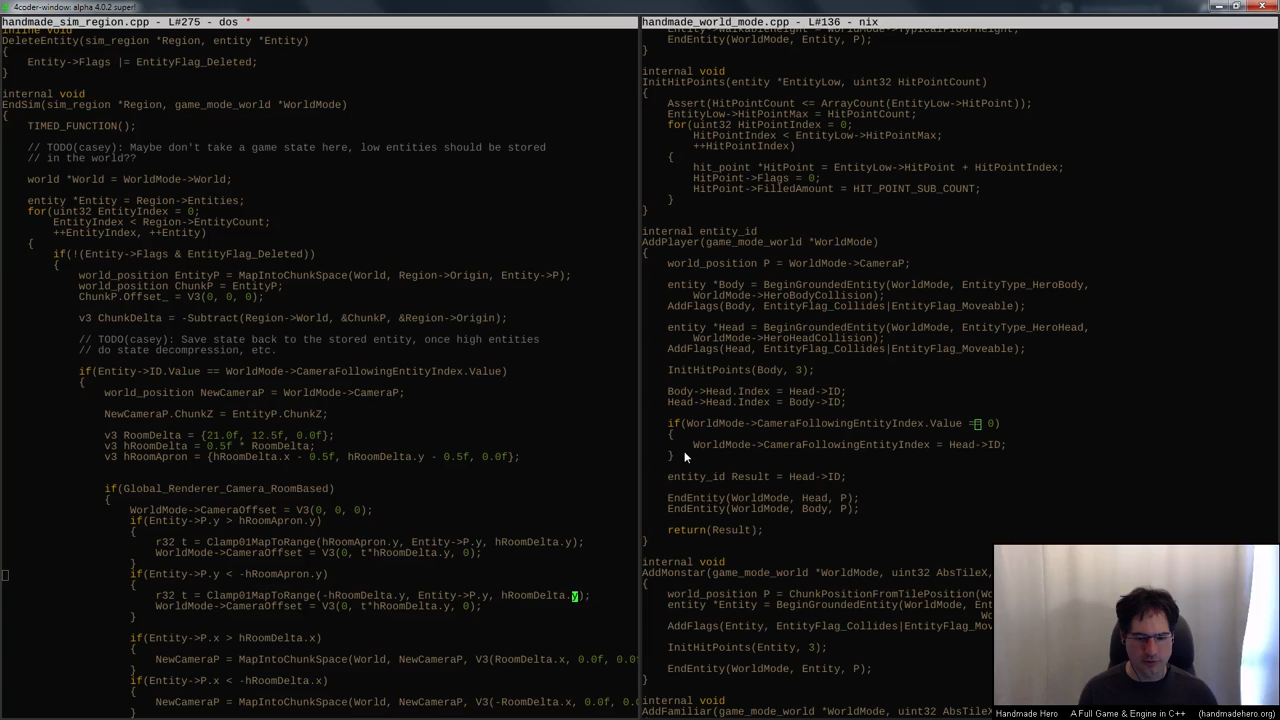 4coder-window: alpha 4.0.2 super!
handmade_sim_region.cpp - L#275 - dos *
inline void
DeleteEntity(sim_region *Region, entity *Entity)
{
    Entity->Flags |= EntityFlag_Deleted;
}

internal void
EndSim(sim_region *Region, game_mode_world *WorldMode)
{
    TIMED_FUNCTION();

    // TODO(casey): Maybe don't take a game state here, low entities should be stored
    // in the world??

    world *World = WorldMode->World;

    entity *Entity = Region->Entities;
    for(uint32 EntityIndex = 0;
        EntityIndex < Region->EntityCount;
        ++EntityIndex, ++Entity)
    {
        if(!(Entity->Flags & EntityFlag_Deleted))
        {
            world_position EntityP = MapIntoChunkSpace(World, Region->Origin, Entity->P);
            world_position ChunkP = EntityP;
            ChunkP.Offset_ = V3(0, 0, 0);

            v3 ChunkDelta = -Subtract(Region->World, &ChunkP, &Region->Origin);

            // TODO(casey): Save state back to the stored entity, once high entities
            // do state decompression, etc.

            if(Entity->ID.Value == WorldMode->CameraFollowingEntityIndex.Value)
            {
                world_position NewCameraP = WorldMode->CameraP;

                NewCameraP.ChunkZ = EntityP.ChunkZ;

                v3 RoomDelta = {21.0f, 12.5f, 0.0f};
                v3 hRoomDelta = 0.5f * RoomDelta;
                v3 hRoomApron = {hRoomDelta.x - 0.5f, hRoomDelta.y - 0.5f, 0.0f};

                if(Global_Renderer_Camera_RoomBased)
                {
                    WorldMode->CameraOffset = V3(0, 0, 0);
                    if(Entity->P.y > hRoomApron.y)
                    {
                        r32 t = Clamp01MapToRange(hRoomApron.y, Entity->P.y, hRoomDelta.y);
                        WorldMode->CameraOffset = V3(0, t*hRoomDelta.y, 0);
                    }
                    if(Entity->P.y < -hRoomApron.y)
                    {
                        r32 t = Clamp01MapToRange(-hRoomDelta.y, Entity->P.y, hRoomDelta.y);
                        WorldMode->CameraOffset = V3(0, t*hRoomDelta.y, 0);
                    }

                    if(Entity->P.x > hRoomDelta.x)
                    {
                        NewCameraP = MapIntoChunkSpace(World, NewCameraP, V3(RoomDelta.x, 0.0f, 0.0
                    }
                    if(Entity->P.x < -hRoomDelta.x)
                    {
                        NewCameraP = MapIntoChunkSpace(World, NewCameraP, V3(-RoomDelta.x, 0.0f, 0.
                    }
handmade_world_mode.cpp - L#136 - nix
    EndEntity(WorldMode, Entity, P);
}

internal void
InitHitPoints(entity *EntityLow, uint32 HitPointCount)
{
    Assert(HitPointCount <= ArrayCount(EntityLow->HitPoint));
    EntityLow->HitPointMax = HitPointCount;
    for(uint32 HitPointIndex = 0;
        HitPointIndex < EntityLow->HitPointMax;
        ++HitPointIndex)
    {
        hit_point *HitPoint = EntityLow->HitPoint + HitPointIndex;
        HitPoint->Flags = 0;
        HitPoint->FilledAmount = HIT_POINT_SUB_COUNT;
    }
}

internal entity_id
AddPlayer(game_mode_world *WorldMode)
{
    world_position P = WorldMode->CameraP;

    entity *Body = BeginGroundedEntity(WorldMode, EntityType_HeroBody,
        WorldMode->HeroBodyCollision);
    AddFlags(Body, EntityFlag_Collides|EntityFlag_Moveable);

    entity *Head = BeginGroundedEntity(WorldMode, EntityType_HeroHead,
        WorldMode->HeroHeadCollision);
    AddFlags(Head, EntityFlag_Collides|EntityFlag_Moveable);

    InitHitPoints(Body, 3);

    Body->Head.Index = Head->ID;
    Head->Head.Index = Body->ID;

    if(WorldMode->CameraFollowingEntityIndex.Value == 0)
    {
        WorldMode->CameraFollowingEntityIndex = Head->ID;
    }

    entity_id Result = Head->ID;

    EndEntity(WorldMode, Head, P);
    EndEntity(WorldMode, Body, P);

    return(Result);
}

internal void
AddMonstar(game_mode_world *WorldMode, uint32 AbsTileX,
{
    world_position P = ChunkPositionFromTilePosition(Wo
    entity *Entity = BeginGroundedEntity(WorldMode, Ent

    AddFlags(Entity, EntityFlag_Collides|EntityFlag_Mov

    InitHitPoints(Entity, 3);

    EndEntity(WorldMode, Entity, P);
}

internal void
AddFamiliar(game_mode_world *WorldMode, uint32 AbsTileX
Handmade Hero A Full Game & Engine in C++ (handmadehero.org)